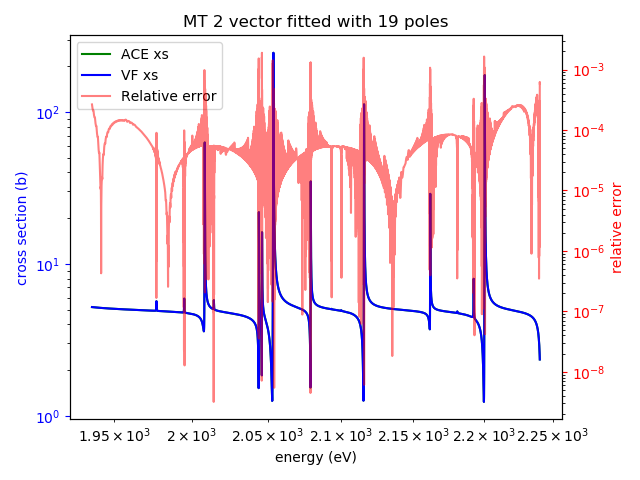 MT 2 vector fitted with 19 poles
ACE xs
VF xs
Relative error
cross section (b)
10²
10¹
10⁰
relative error
10⁻³
10⁻⁴
10⁻⁵
10⁻⁶
10⁻⁷
10⁻⁸
1.95 × 10³ 2 × 10³ 2.05 × 10³ 2.1 × 10³ 2.15 × 10³ 2.2 × 10³ 2.25 × 10³
energy (eV)